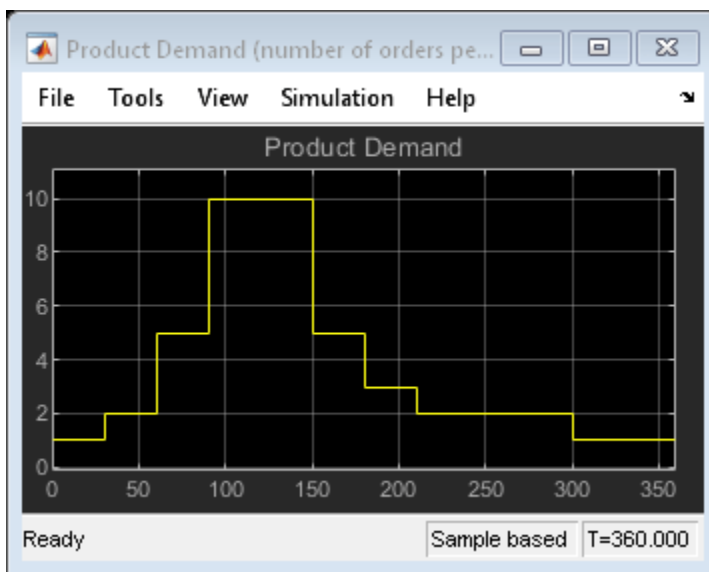 Product Demand (number of orders pe...
File Tools View Simulation Help
Product Demand
10
8
6
4
2
0
0 50 100 150 200 250 300 350
Ready Sample based T=360.000